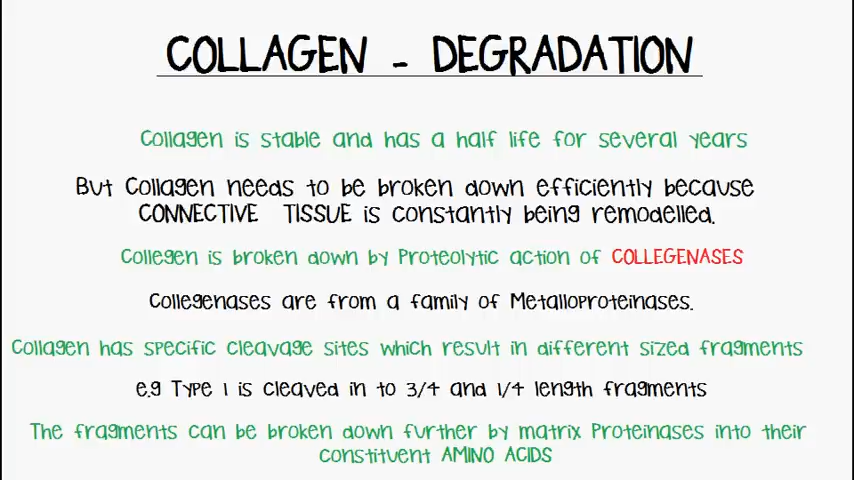 COLLAGEN - DEGRADATION
Collagen is stable and has a half life for several years
But Collagen needs to be broken down efficiently because
CONNECTIVE TISSUE is constantly being remodelled.
Collegen is broken down by Proteolytic action of COLLEGENASES
Collegenases are from a family of Metalloproteinases.
Collagen has specific cleavage sites which result in different sized fragments
e.g Type 1 is cleaved in to 3/4 and 1/4 length fragments
The fragments can be broken down further by matrix Proteinases into their
constituent AMINO ACIDS